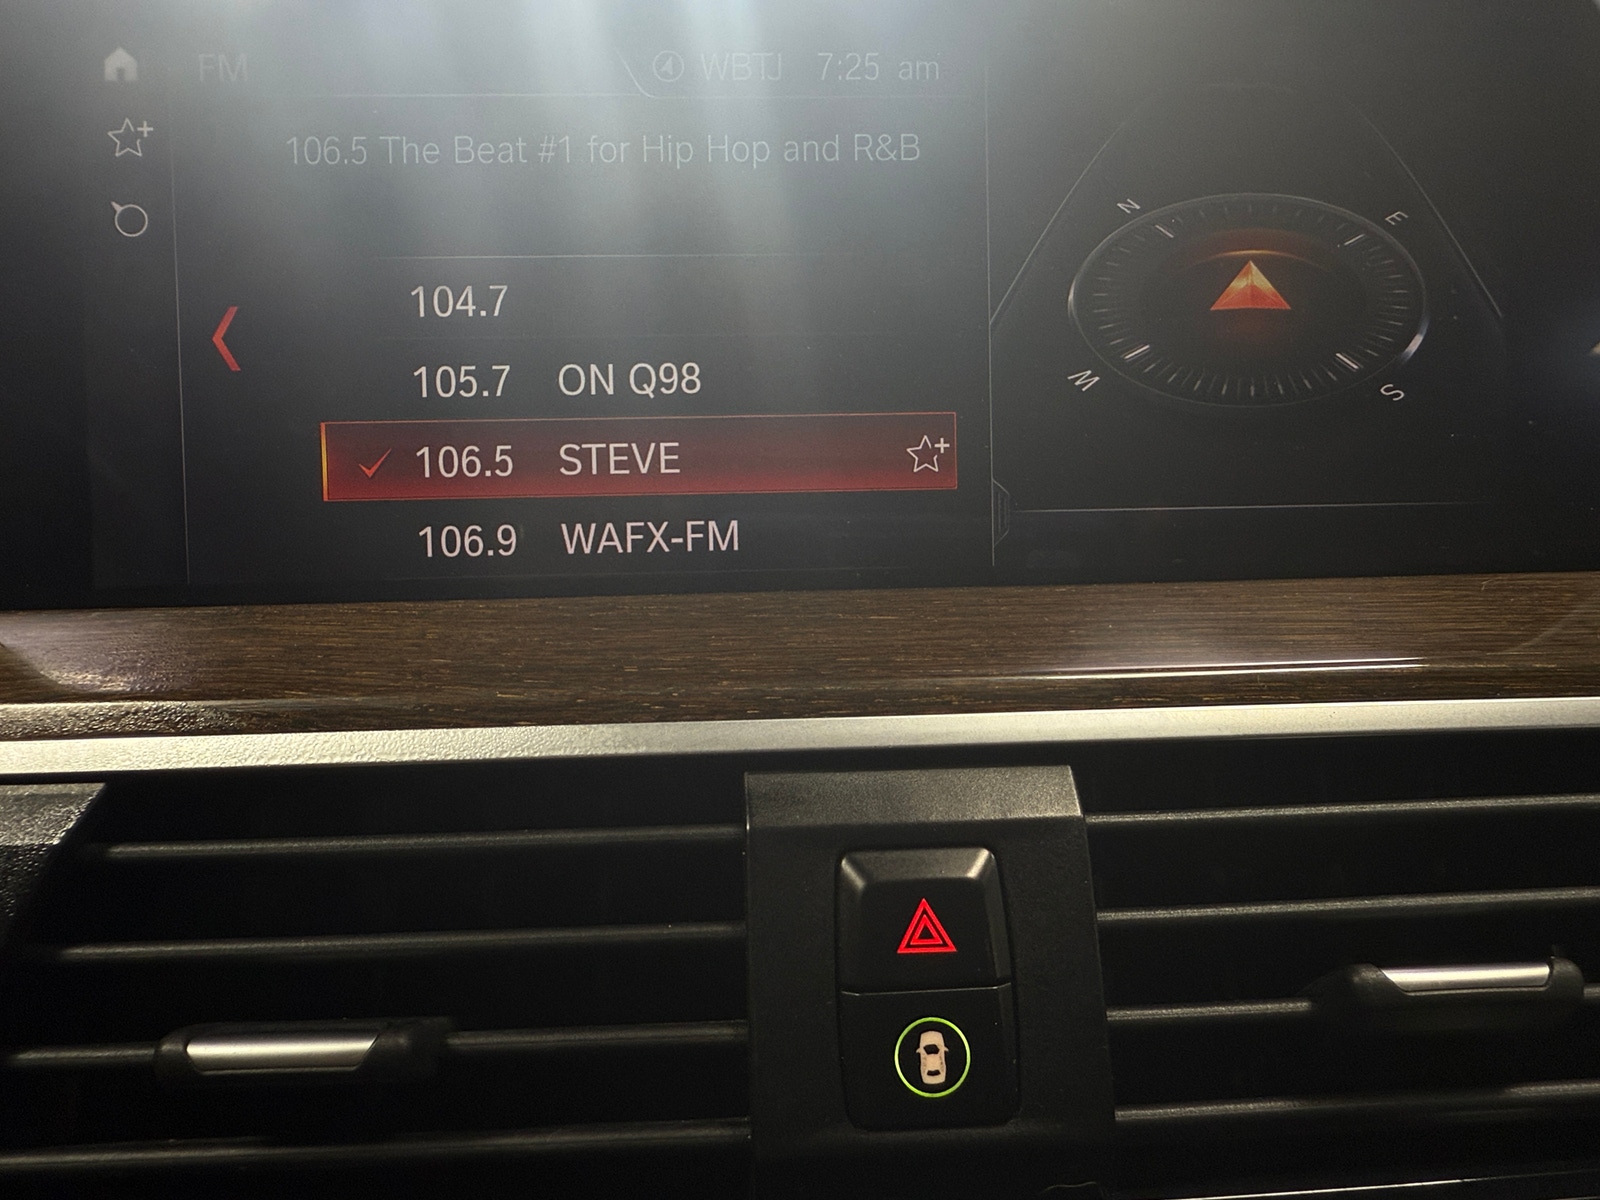 FM
WBTJ 7:25 am
106.5 The Beat #1 for Hip Hop and R&B
104.7
105.7 ON Q98
106.5 STEVE
106.9 WAFX-FM
N
E
W
S